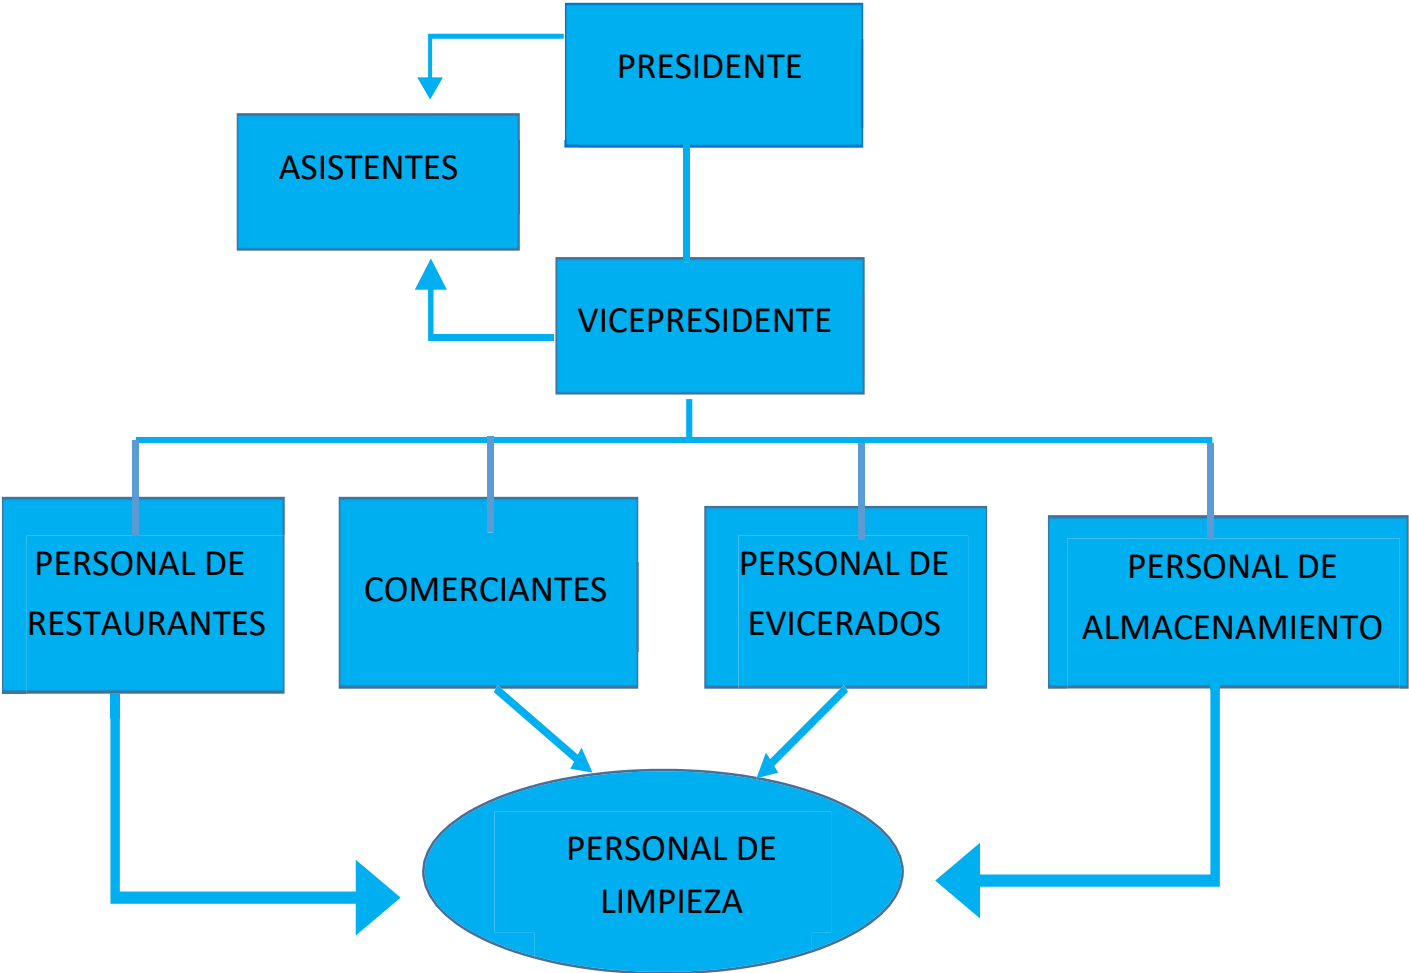 PRESIDENTE
ASISTENTES
VICEPRESIDENTE
PERSONAL DE
RESTAURANTES
COMERCIANTES
PERSONAL DE
EVICERADOS
PERSONAL DE
ALMACENAMIENTO
PERSONAL DE
LIMPIEZA